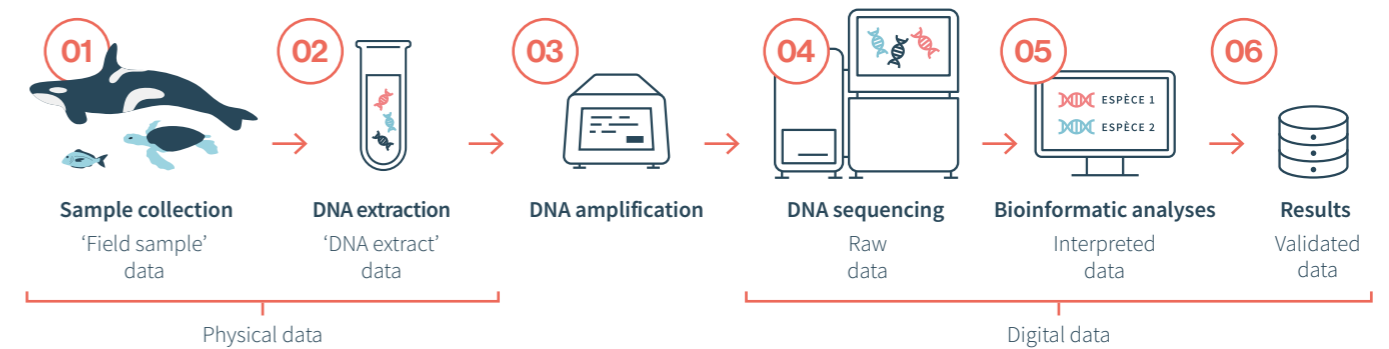 01
02
03
04
05
06
ESPÈCE 1
ESPÈCE 2
Sample collection
‘Field sample’
data
DNA extraction
‘DNA extract’
data
DNA amplification
DNA sequencing
Raw
data
Bioinformatic analyses
Interpreted
data
Results
Validated
data
Physical data
Digital data